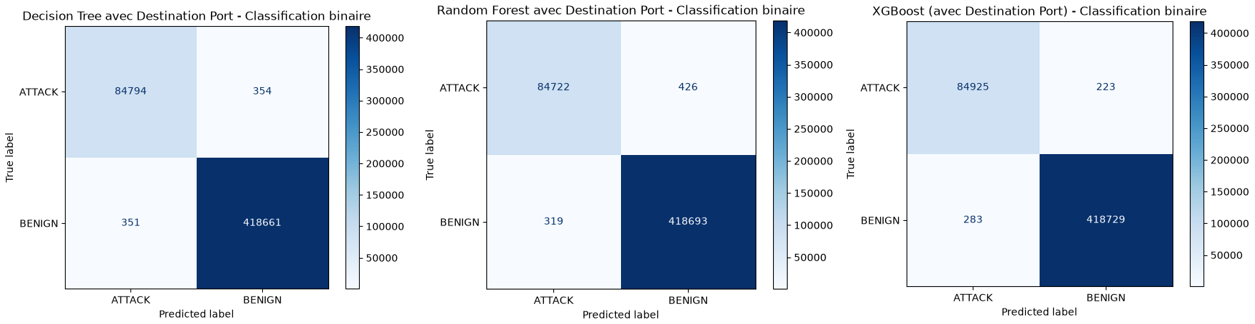 Decision Tree avec Destination Port - Classification binaire
True label
ATTACK
BENIGN
84794
354
351
418661
ATTACK
BENIGN
Predicted label
400000
350000
300000
250000
200000
150000
100000
50000
Random Forest avec Destination Port - Classification binaire
True label
ATTACK
BENIGN
84722
426
319
418693
ATTACK
BENIGN
Predicted label
400000
350000
300000
250000
200000
150000
100000
50000
XGBoost (avec Destination Port) - Classification binaire
True label
ATTACK
BENIGN
84925
223
283
418729
ATTACK
BENIGN
Predicted label
400000
350000
300000
250000
200000
150000
100000
50000